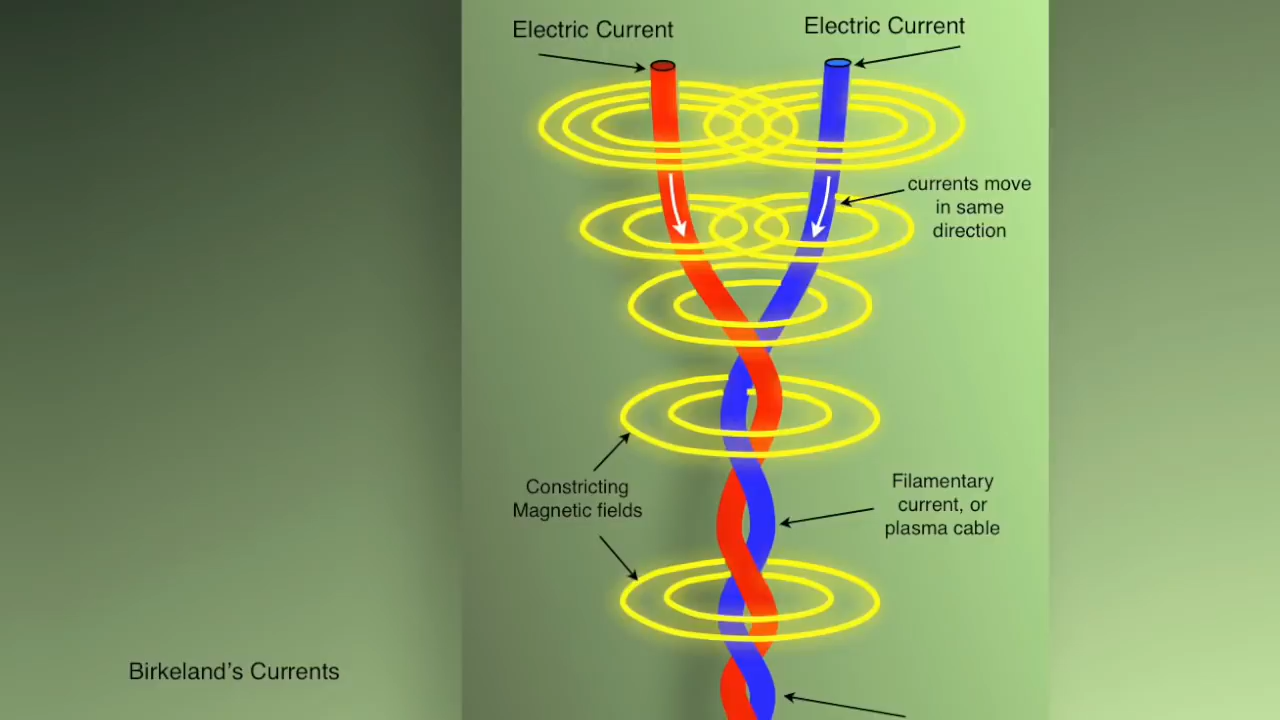 Electric Current
Electric Current
currents move
in same
direction
Constricting
Magnetic fields
Filamentary
current, or
plasma cable
Birkeland’s Currents